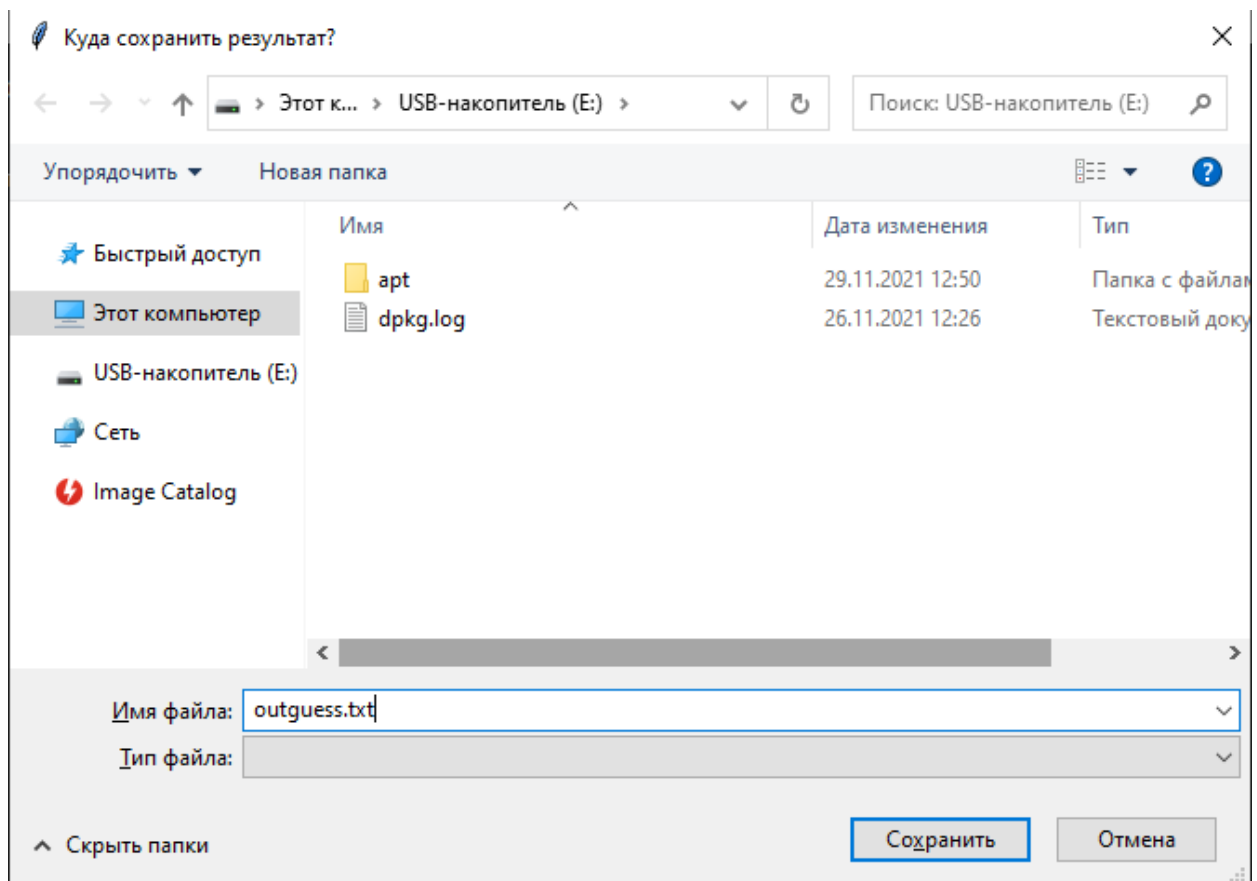 Куда сохранить результат?
Этот к... USB-накопитель (E:)
Поиск: USB-накопитель (E:)
Упорядочить Новая папка
Имя Дата изменения Тип
Быстрый доступ
apt 29.11.2021 12:50 Папка с файлам
Этот компьютер
dpkg.log 26.11.2021 12:26 Текстовый доку
USB-накопитель (E:)
Сеть
Image Catalog
Имя файла: outguess.txt
Тип файла:
Скрыть папки
Сохранить Отмена